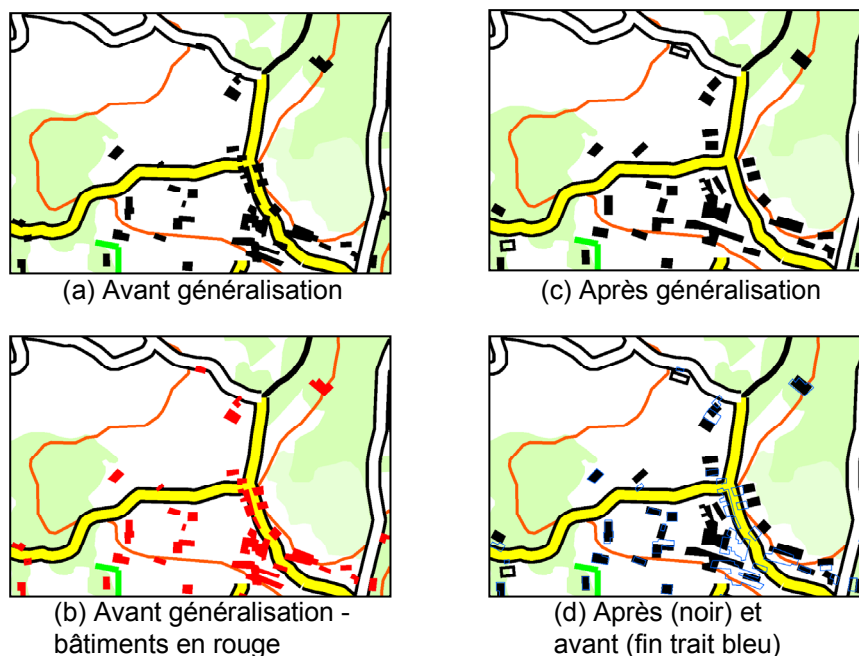 (a) Avant généralisation
(c) Après généralisation
(b) Avant généralisation -
bâtiments en rouge
(d) Après (noir) et
avant (fin trait bleu)